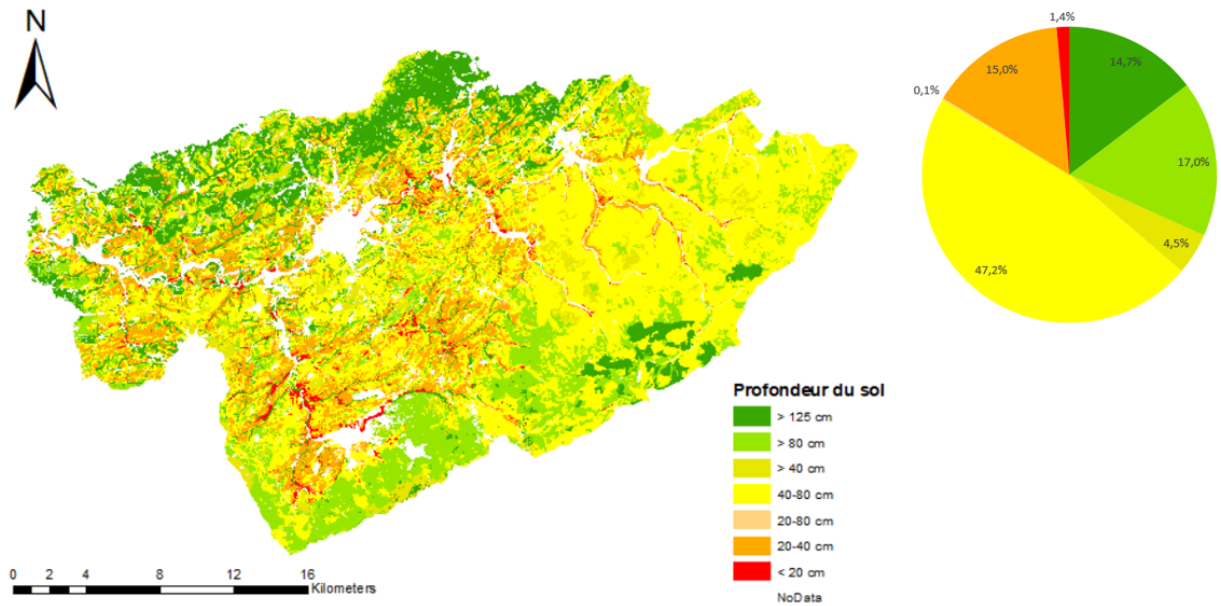 N
1,4%
14,7%
15,0%
0,1%
17,0%
4,5%
47,2%
Profondeur du sol
> 125 cm
> 80 cm
> 40 cm
40-80 cm
20-80 cm
20-40 cm
< 20 cm
NoData
0 2 4 8 12 16
Kilometers